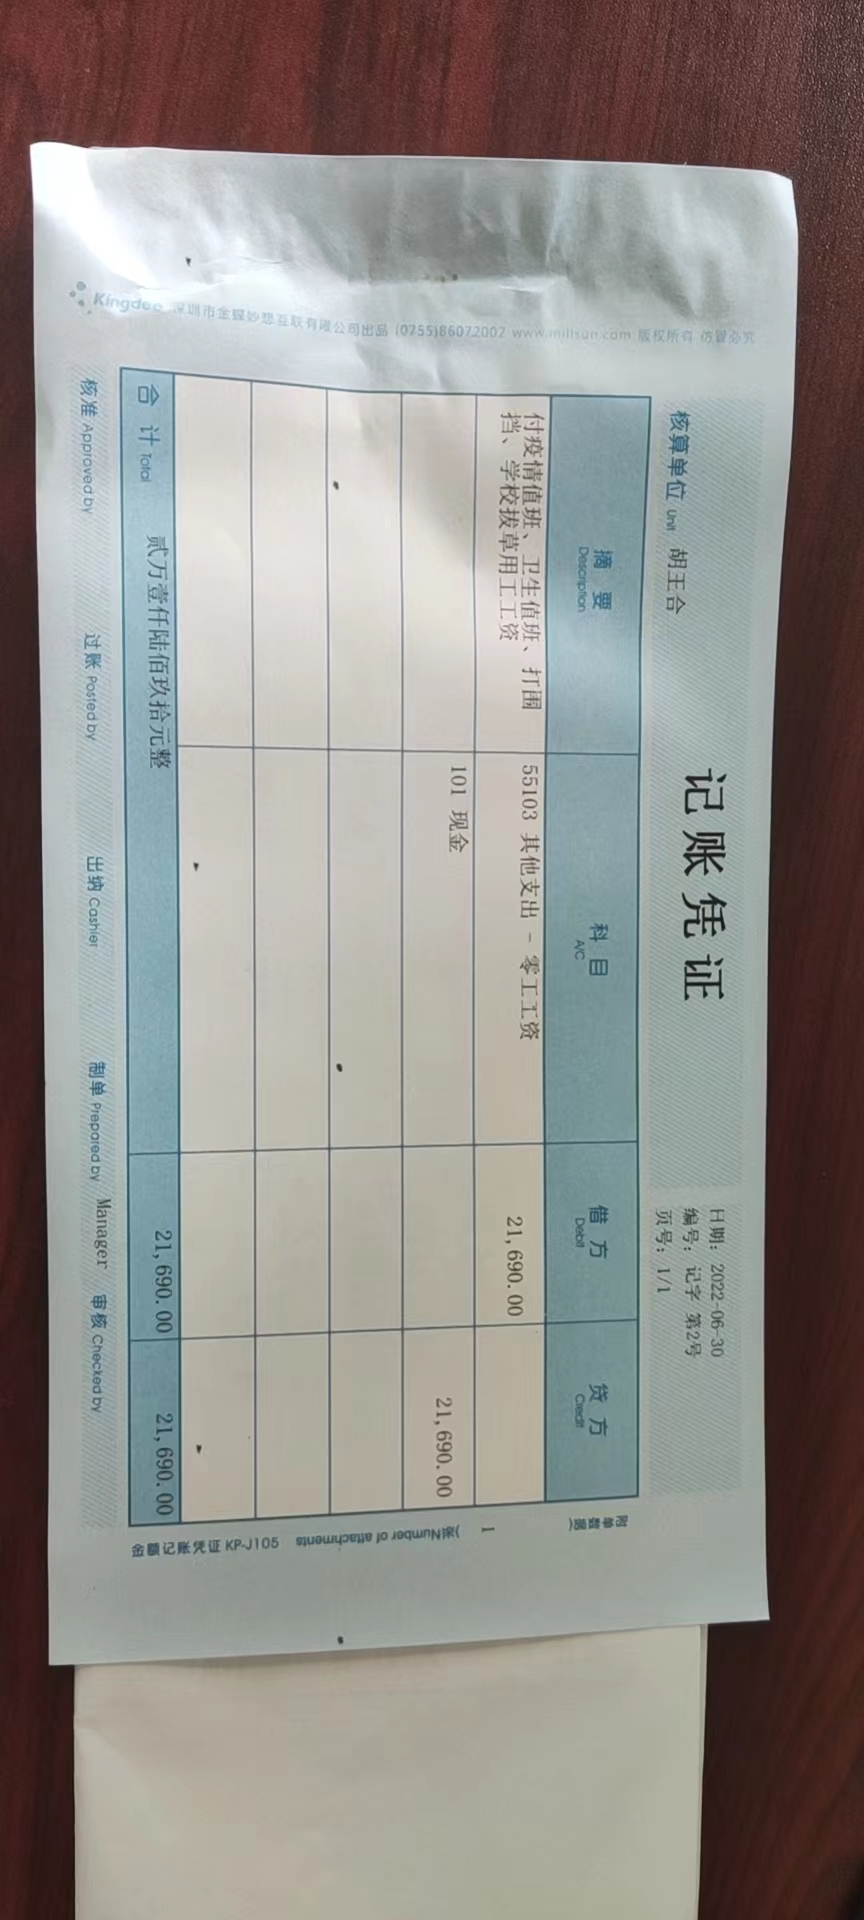 记账凭证
日期: 2022-06-30
编号: 记字 第2号
页号: 1/1
核算单位 Unit 胡王合
摘 要 科 目 借 方 贷 方
Description A/C Debit Credit
付疫情值班、卫生值班、打围 55103 其他支出 - 零工工资 21,690.00
挡、学校拔草用工工资
101 现金 21,690.00
合 计 Total 贰万壹仟陆佰玖拾元整 21,690.00 21,690.00
核准 Approved by 过账 Posted by 出纳 Cashier 制单 Prepared by Manager 审核 Checked by
附单数据(
1
)张Number of attachments
金额记账凭证 KP-J105
Kingdee 深圳市金蝶妙想互联有限公司出品 (0755)86072002 www.millsun.com 版权所有 仿冒必究